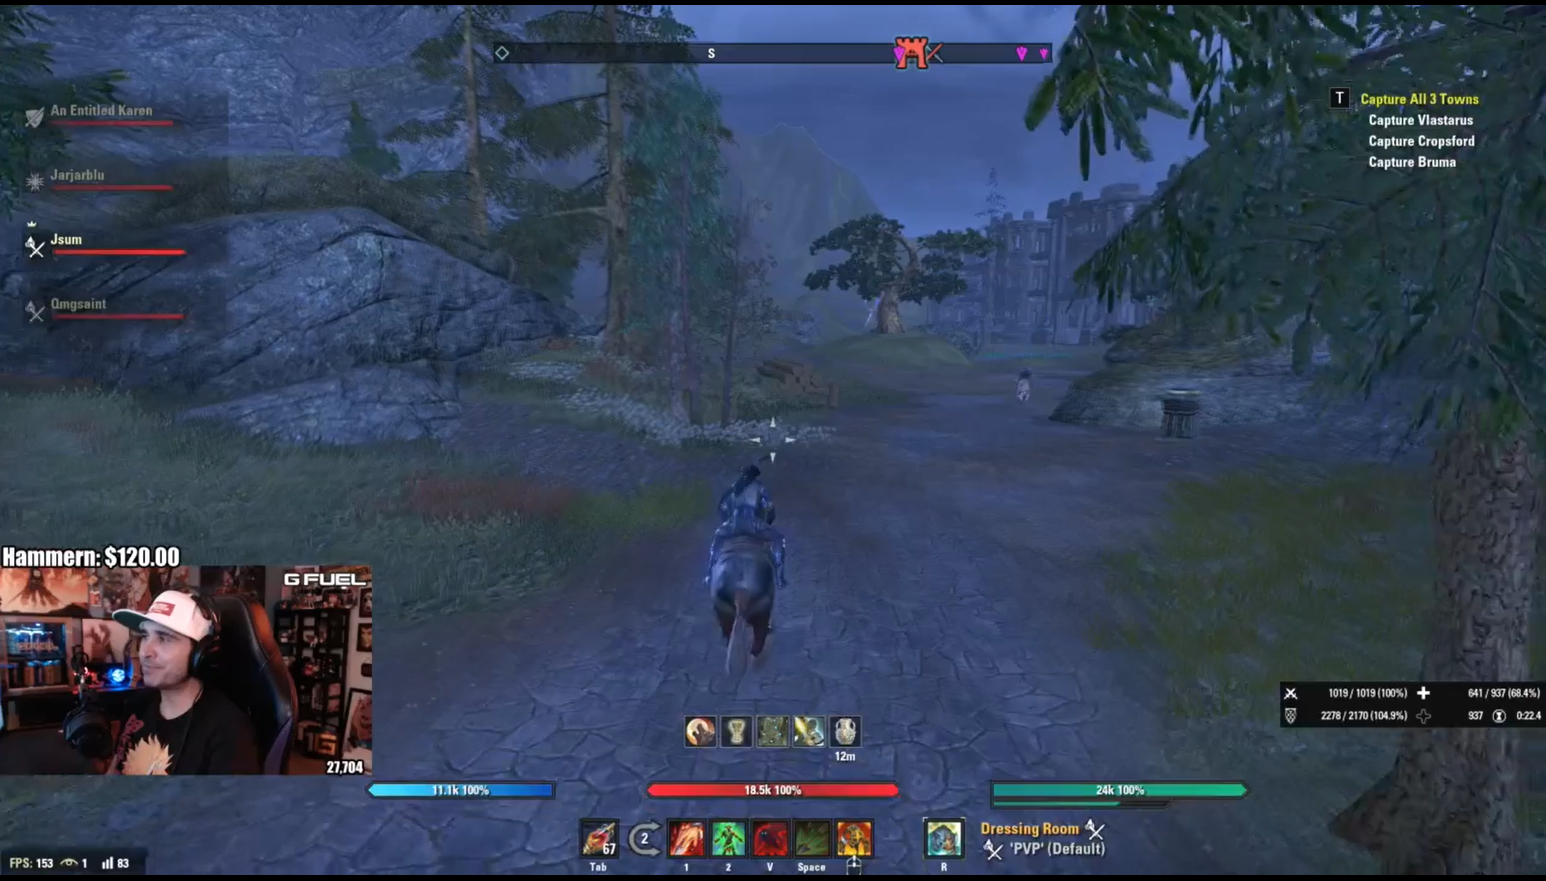 S
An Entitled Karen
Jarjarblu
Jsum
Qmgsaint
T Capture All 3 Towns
Capture Vlastarus
Capture Cropsford
Capture Bruma
Hammern: $120.00
G FUEL
27,704
1019 / 1019 (100%) 641 / 937 (68.4%)
2278 / 2170 (104.9%) 937 0:22.4
12m
11.1k 100% 18.5k 100% 24k 100%
67 2
Dressing Room
'PVP' (Default)
Tab 1 2 V Space R
FPS: 153 1 83